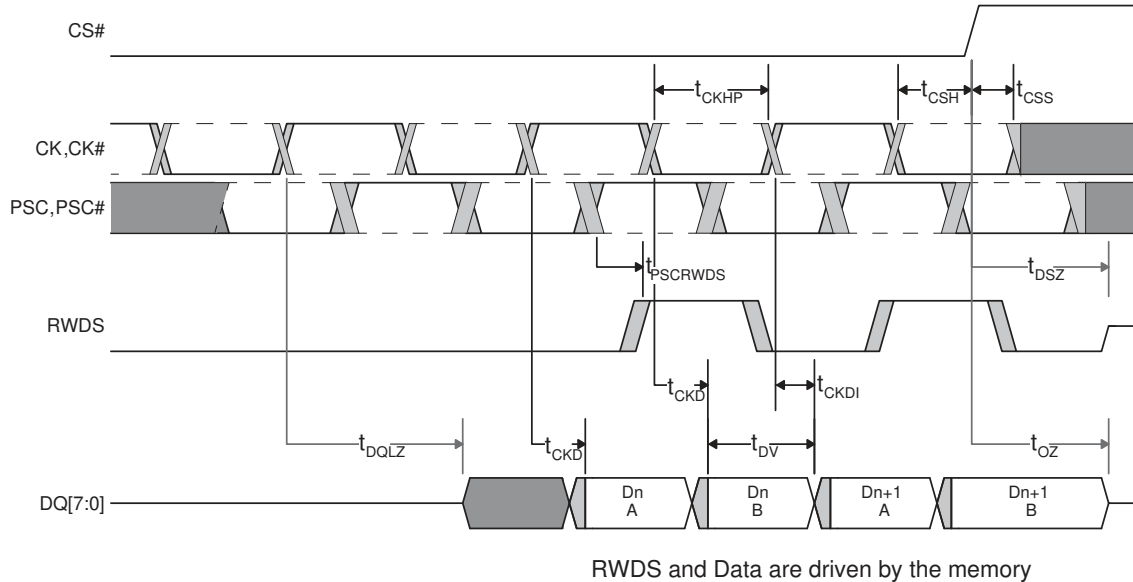 CS#
tCKHP
tCSH
tCSS
CK,CK#
PSC,PSC#
tPSCRWDS
tDSZ
RWDS
tCKD
tCKDI
tDQLZ
tCKD
tDV
tOZ
DQ[7:0]
Dn
A
Dn
B
Dn+1
A
Dn+1
B
RWDS and Data are driven by the memory